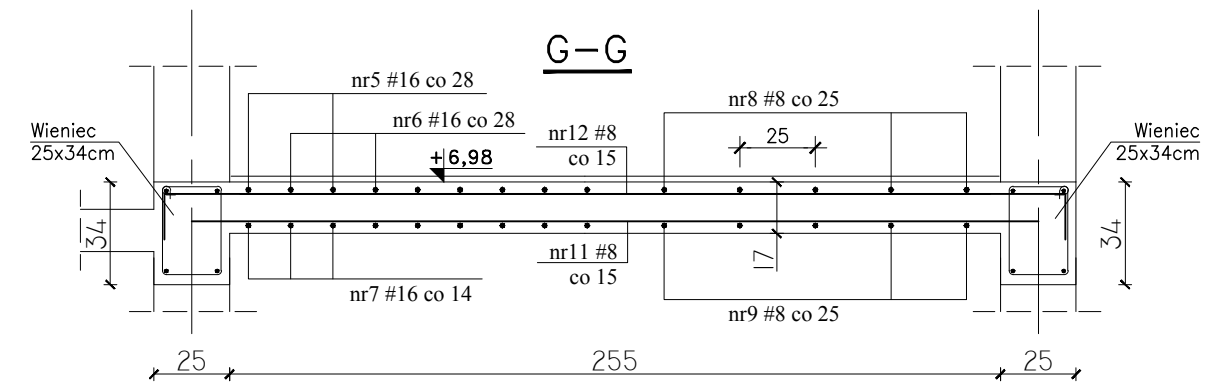 G-G
nr5 #16 co 28
nr6 #16 co 28
nr8 #8 co 25
Wieniec
25x34cm
+6,98
nr12 #8
co 15
25
Wieniec
25x34cm
34
17
34
nr11 #8
co 15
nr7 #16 co 14
nr9 #8 co 25
25
255
25